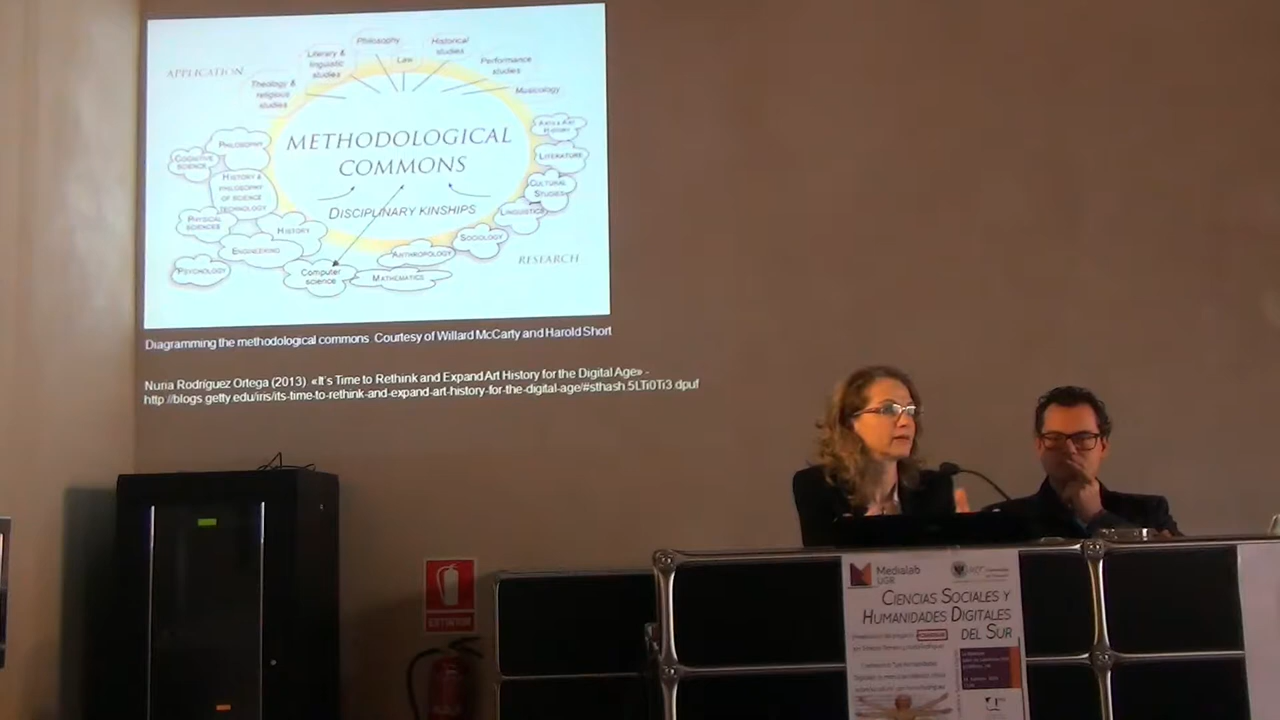 APPLICATION
Philosophy
Historical
studies
Literary &
linguistic
studies
Law
Performance
studies
Theology &
religious
studies
Musicology
METHODOLOGICAL
COMMONS
DISCIPLINARY KINSHIPS
PHILOSOPHY
COGNITIVE
SCIENCE
HISTORY &
PHILOSOPHY
OF SCIENCE
TECHNOLOGY
PHYSICAL
SCIENCES
HISTORY
ENGINEERING
PSYCHOLOGY
Computer
science
MATHEMATICS
ANTHROPOLOGY
SOCIOLOGY
LINGUISTICS
CULTURAL
STUDIES
LITERATURE
HISTORY
RESEARCH
Diagramming the methodological commons Courtesy of Willard McCarty and Harold Short
Nuria Rodríguez Ortega (2013) «It's Time to Rethink and Expand Art History for the Digital Age» -
http://blogs.getty.edu/iris/its-time-to-rethink-and-expand-art-history-for-the-digital-age/#sthash.5LTi0Ti3.dpuf
EXTINTOR
Medialab
UGR
CIENCIAS SOCIALES Y
HUMANIDADES DIGITALES
DEL SUR